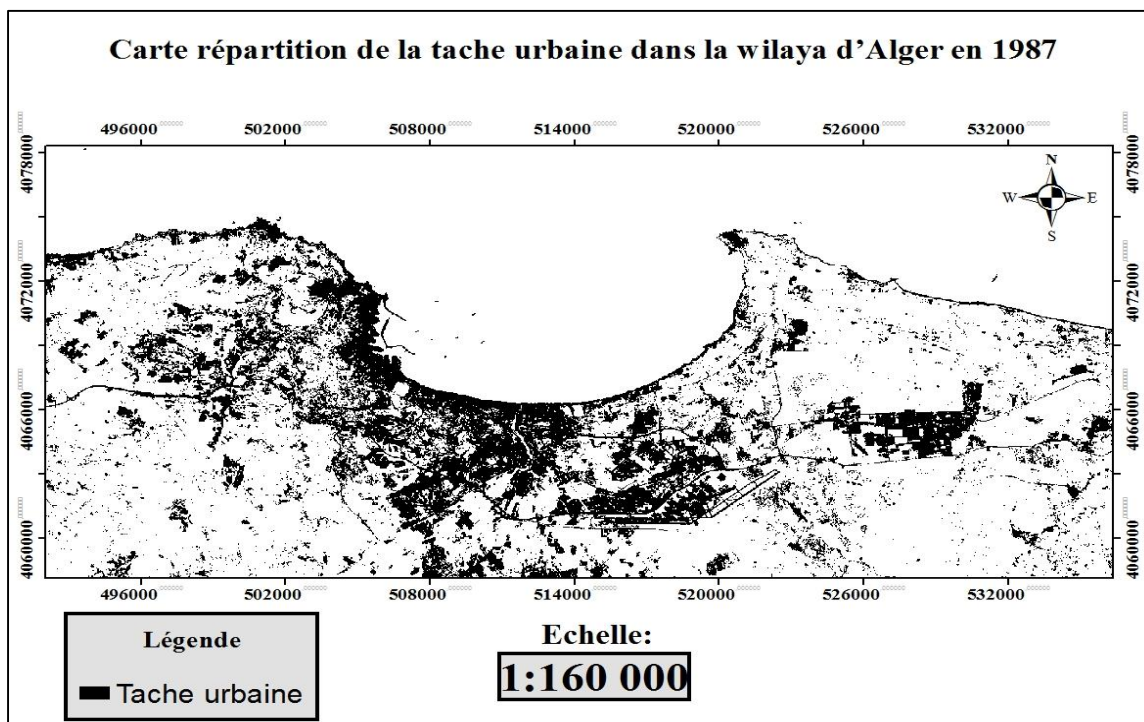 Carte répartition de la tache urbaine dans la wilaya d'Alger en 1987
496000 502000 508000 514000 520000 526000 532000
4078000 4078000
N
W E
S
4072000 4072000
4066000 4066000
4060000 4060000
496000 502000 508000 514000 520000 526000 532000
Légende
Tache urbaine
Echelle:
1:160 000